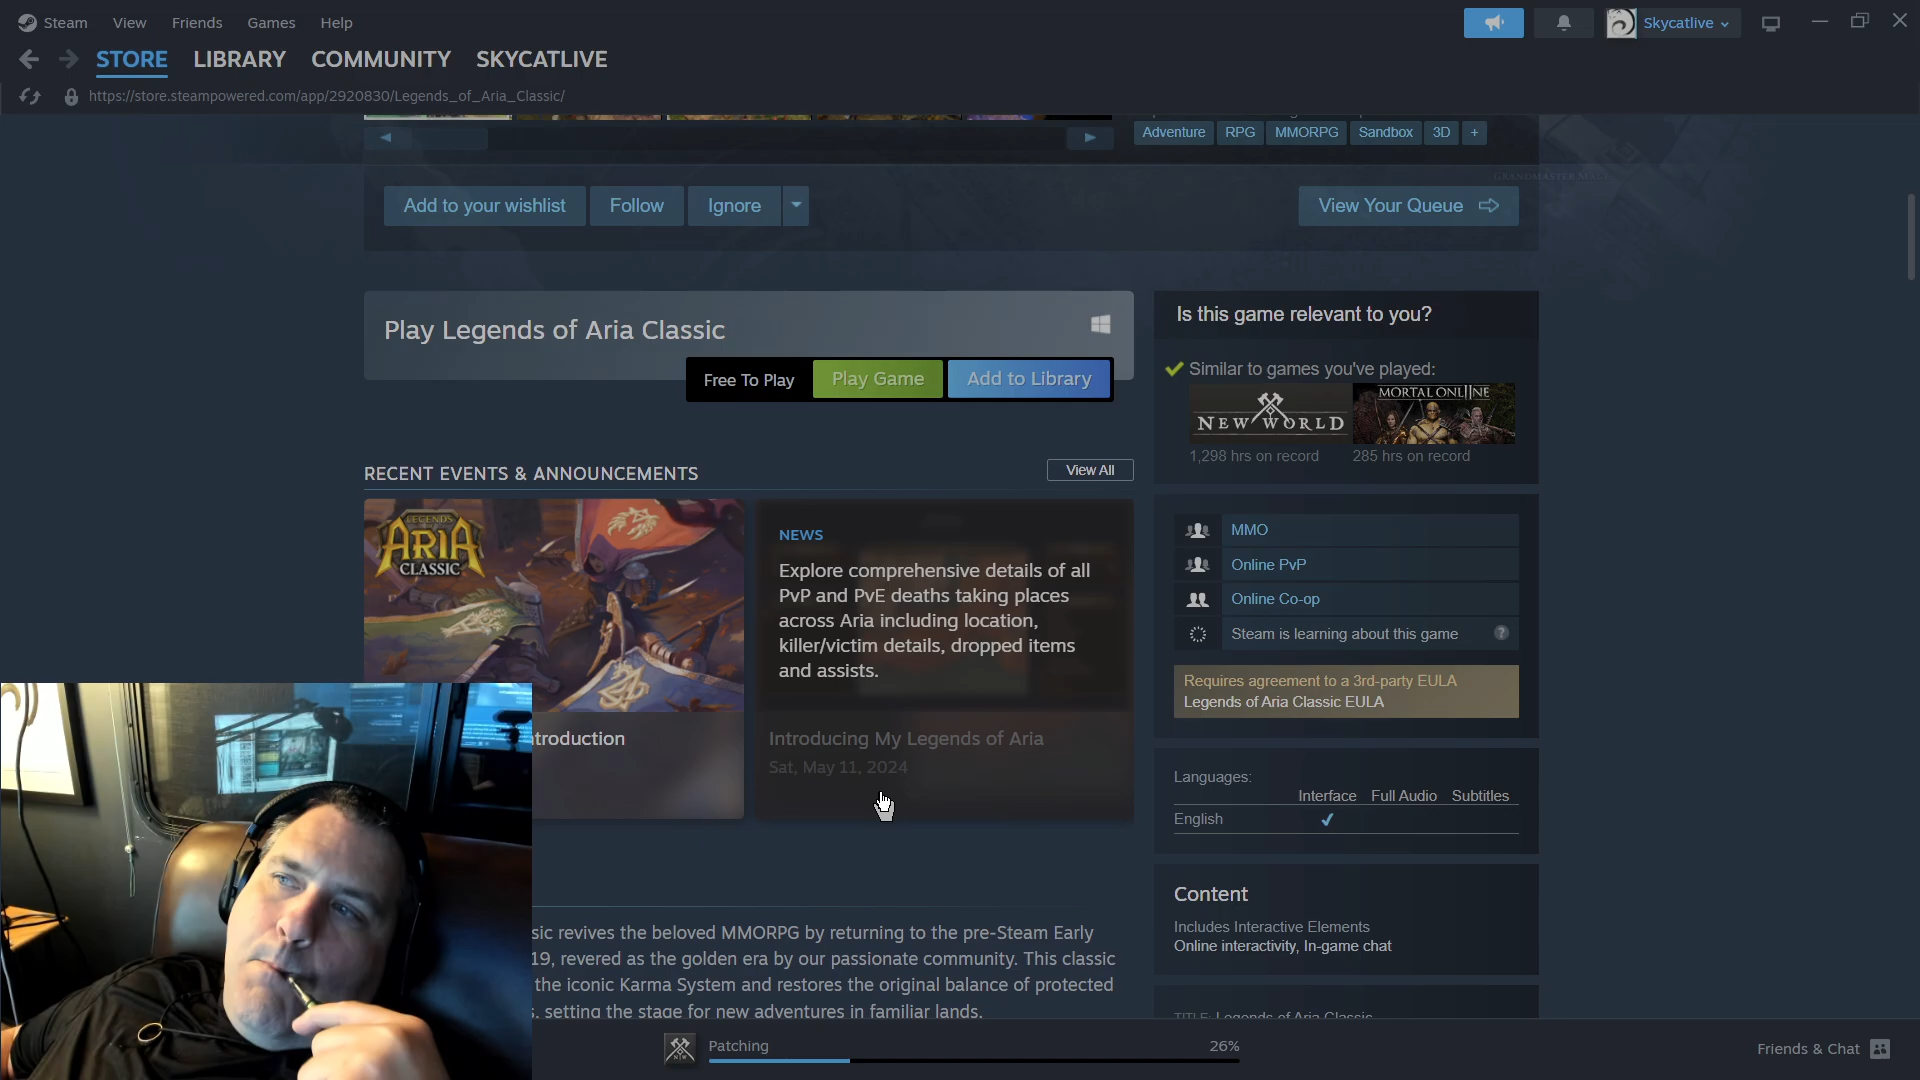 Steam View Friends Games Help
Skycatlive
STORE LIBRARY COMMUNITY SKYCATLIVE
https://store.steampowered.com/app/2920830/Legends_of_Aria_Classic/
Adventure RPG MMORPG Sandbox 3D +
GRANDMASTER MAGE
Add to your wishlist Follow Ignore View Your Queue
Play Legends of Aria Classic
Free To Play Play Game Add to Library
Is this game relevant to you?
Similar to games you've played:
NEW WORLD MORTAL ONLINE
1,298 hrs on record 285 hrs on record
RECENT EVENTS & ANNOUNCEMENTS View All
LEGENDS OF
ARIA
CLASSIC
NEWS
Explore comprehensive details of all
PvP and PvE deaths taking places
across Aria including location,
killer/victim details, dropped items
and assists.
troduction
Introducing My Legends of Aria
Sat, May 11, 2024
MMO
Online PvP
Online Co-op
Steam is learning about this game ?
Requires agreement to a 3rd-party EULA
Legends of Aria Classic EULA
Languages:
Interface Full Audio Subtitles
English ✔
Content
Includes Interactive Elements
Online interactivity, In-game chat
TITLE: Legends of Aria Classic
sic revives the beloved MMORPG by returning to the pre-Steam Early
19, revered as the golden era by our passionate community. This classic
the iconic Karma System and restores the original balance of protected
s, setting the stage for new adventures in familiar lands.
NW
Patching 26%
Friends & Chat